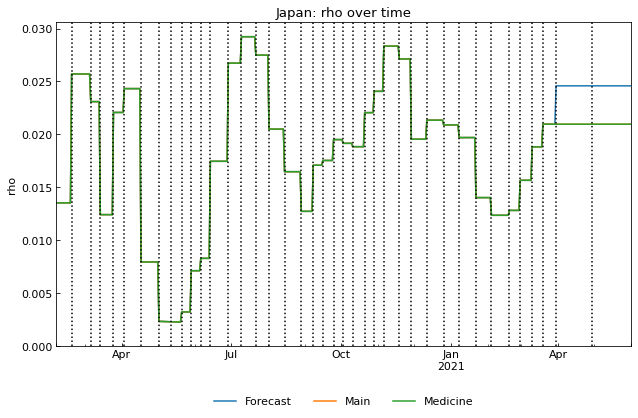 Japan: rho over time
0.030
0.025
0.020
0.015
0.010
0.005
0.000
rho
Apr Jul Oct Jan Apr
2021
Forecast Main Medicine